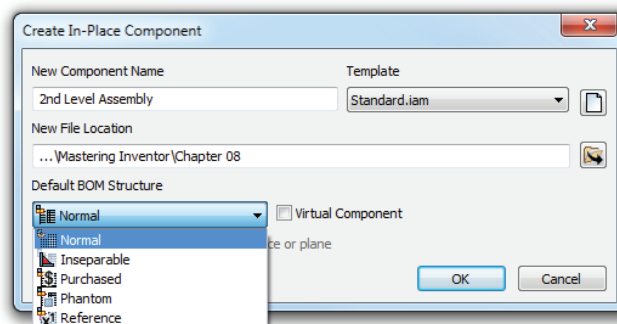 Create In-Place Component
New Component Name
Template
2nd Level Assembly
Standard.iam
New File Location
...\Mastering Inventor\Chapter 08
Default BOM Structure
Normal
Virtual Component
Normal
ce or plane
Inseparable
Purchased
OK
Cancel
Phantom
Reference